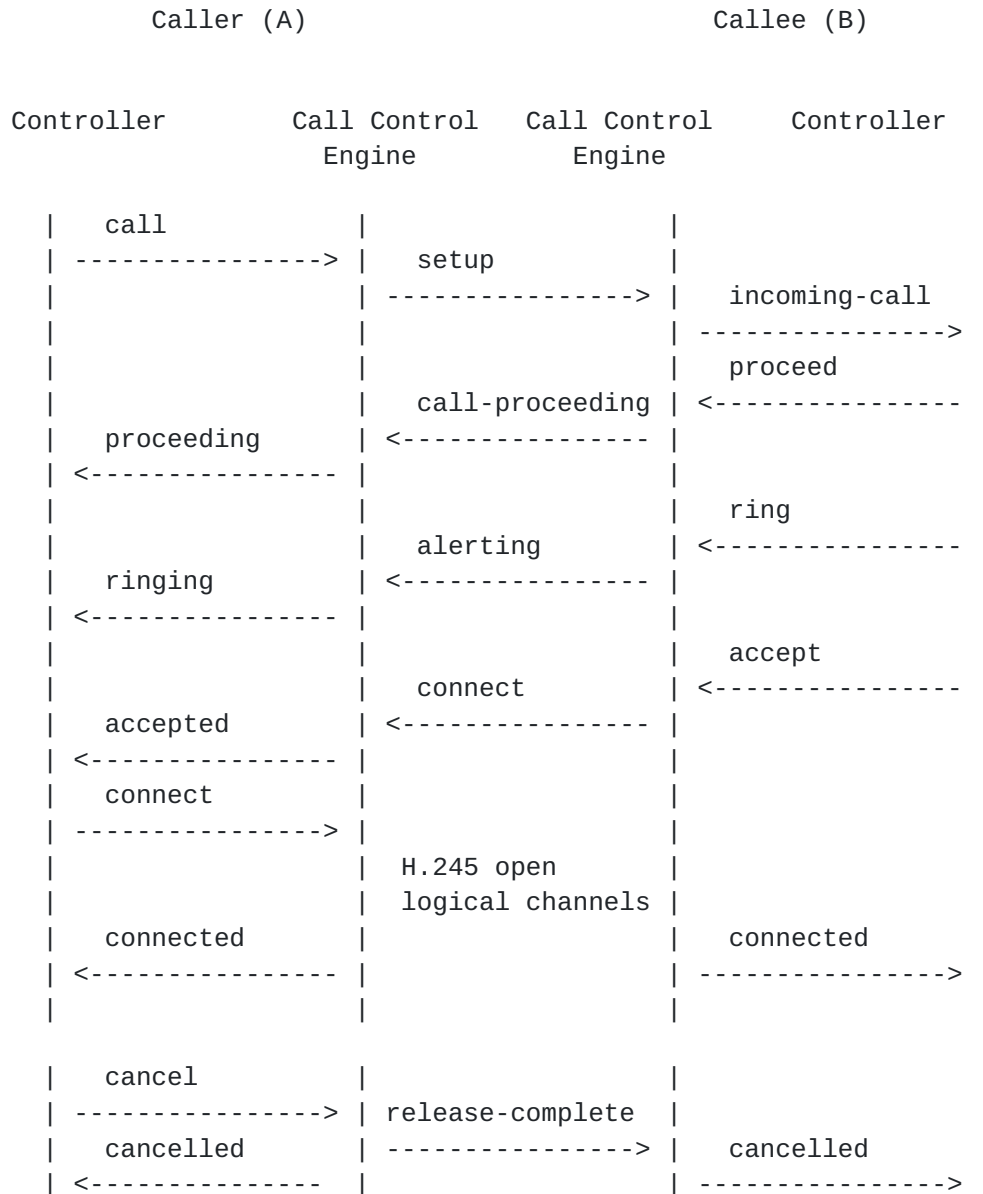 Caller (A)                          Callee (B)
Controller        Call Control   Call Control     Controller
Engine          Engine
|   call            |                   |
| ----------------> |   setup           |
|                   | ----------------> |   incoming-call
|                   |                   | ---------------->
|                   |                   |   proceed
|                   |   call-proceeding | <----------------
|   proceeding      | <---------------- |
| <---------------- |                   |
|                   |                   |   ring
|                   |   alerting        | <----------------
|   ringing         | <---------------- |
| <---------------- |                   |
|                   |                   |   accept
|                   |   connect         | <----------------
|   accepted        | <---------------- |
| <---------------- |                   |
|   connect         |                   |
| ----------------> |                   |
|                   |  H.245 open       |
|                   |  logical channels |
|   connected       |                   |   connected
| <---------------- |                   | ---------------->
|                   |                   |
|   cancel          |                   |
| ----------------> | release-complete  |
|   cancelled       | ----------------> |   cancelled
| <---------------  |                   | ---------------->